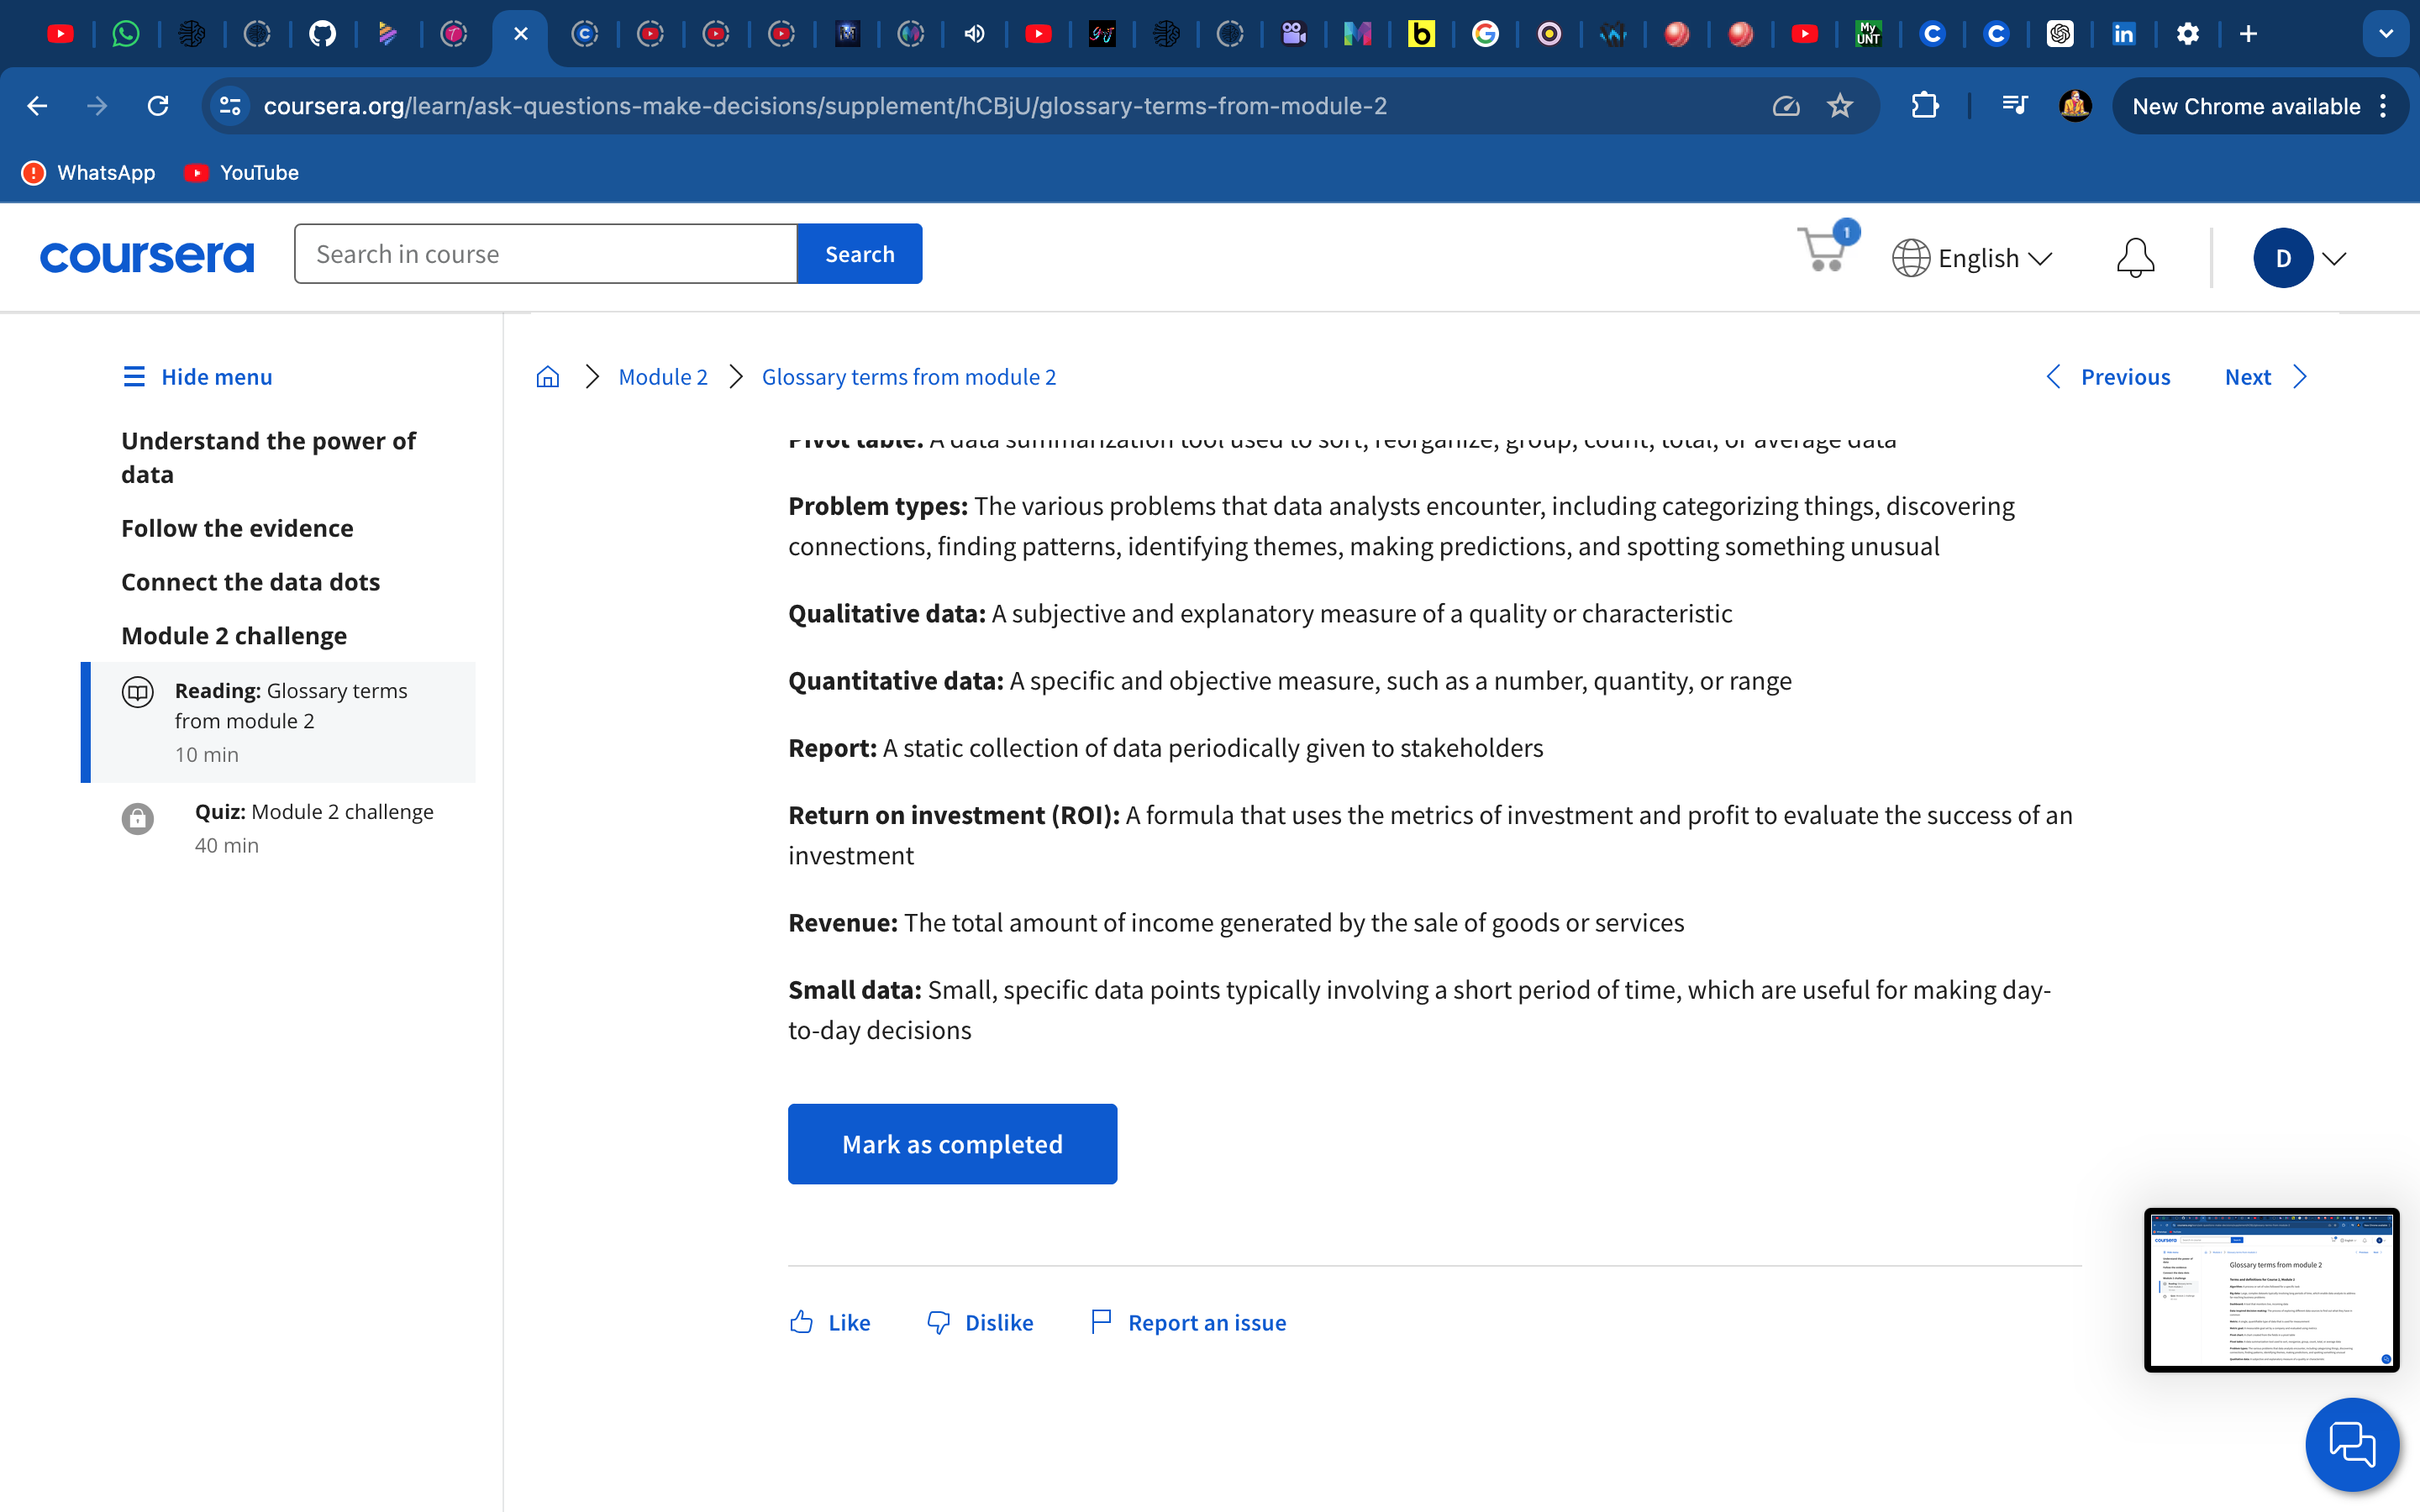 My
UNT
coursera.org/learn/ask-questions-make-decisions/supplement/hCBjU/glossary-terms-from-module-2
New Chrome available
WhatsApp
YouTube
coursera
Search in course
Search
1
English
D
Hide menu
Module 2
Glossary terms from module 2
Previous
Next
Understand the power of
data
Follow the evidence
Connect the data dots
Module 2 challenge
Reading: Glossary terms
from module 2
10 min
Quiz: Module 2 challenge
40 min
Pivot table: A data summarization tool used to sort, reorganize, group, count, total, or average data
Problem types: The various problems that data analysts encounter, including categorizing things, discovering
connections, finding patterns, identifying themes, making predictions, and spotting something unusual
Qualitative data: A subjective and explanatory measure of a quality or characteristic
Quantitative data: A specific and objective measure, such as a number, quantity, or range
Report: A static collection of data periodically given to stakeholders
Return on investment (ROI): A formula that uses the metrics of investment and profit to evaluate the success of an
investment
Revenue: The total amount of income generated by the sale of goods or services
Small data: Small, specific data points typically involving a short period of time, which are useful for making day-
to-day decisions
Mark as completed
Like
Dislike
Report an issue
coursera
Glossary terms from module 2